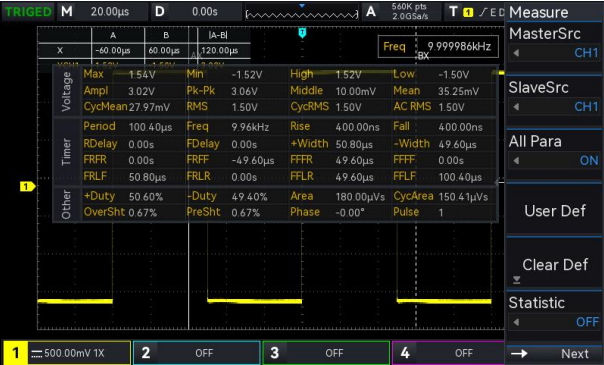 TRIGED M 20.00µs D 0.00s A 560K pts 2.0GSa/s T 1 ED
Measure
A B |A-B|
X -60.00µs 60.00µs 120.00µs
Freq 9.999986kHz
BX
MasterSrc
CH1
SlaveSrc
CH1
All Para
ON
User Def
Clear Def
Statistic
OFF
Next
Voltage
Max 1.54V Min -1.52V High 1.52V Low -1.50V
Ampl 3.02V Pk-Pk 3.06V Middle 10.00mV Mean 35.25mV
CycMean 27.97mV RMS 1.50V CycRMS 1.50V AC RMS 1.50V
Timer
Period 100.40µs Freq 9.96kHz Rise 400.00ns Fall 400.00ns
RDelay 0.00s FDelay 0.00s +Width 50.80µs -Width 49.60µs
FRFR 0.00s FRFF -49.60µs FFFR 49.60µs FFFF 0.00s
FRLF 50.80µs FRLR 0.00s FFLR 49.60µs FFLF 100.40µs
Other
+Duty 50.60% -Duty 49.40% Area 180.00µVs CycArea 150.41µVs
OverSht 0.67% PreSht 0.67% Phase -0.00° Pulse 1
1
1 500.00mV 1X 2 OFF 3 OFF 4 OFF